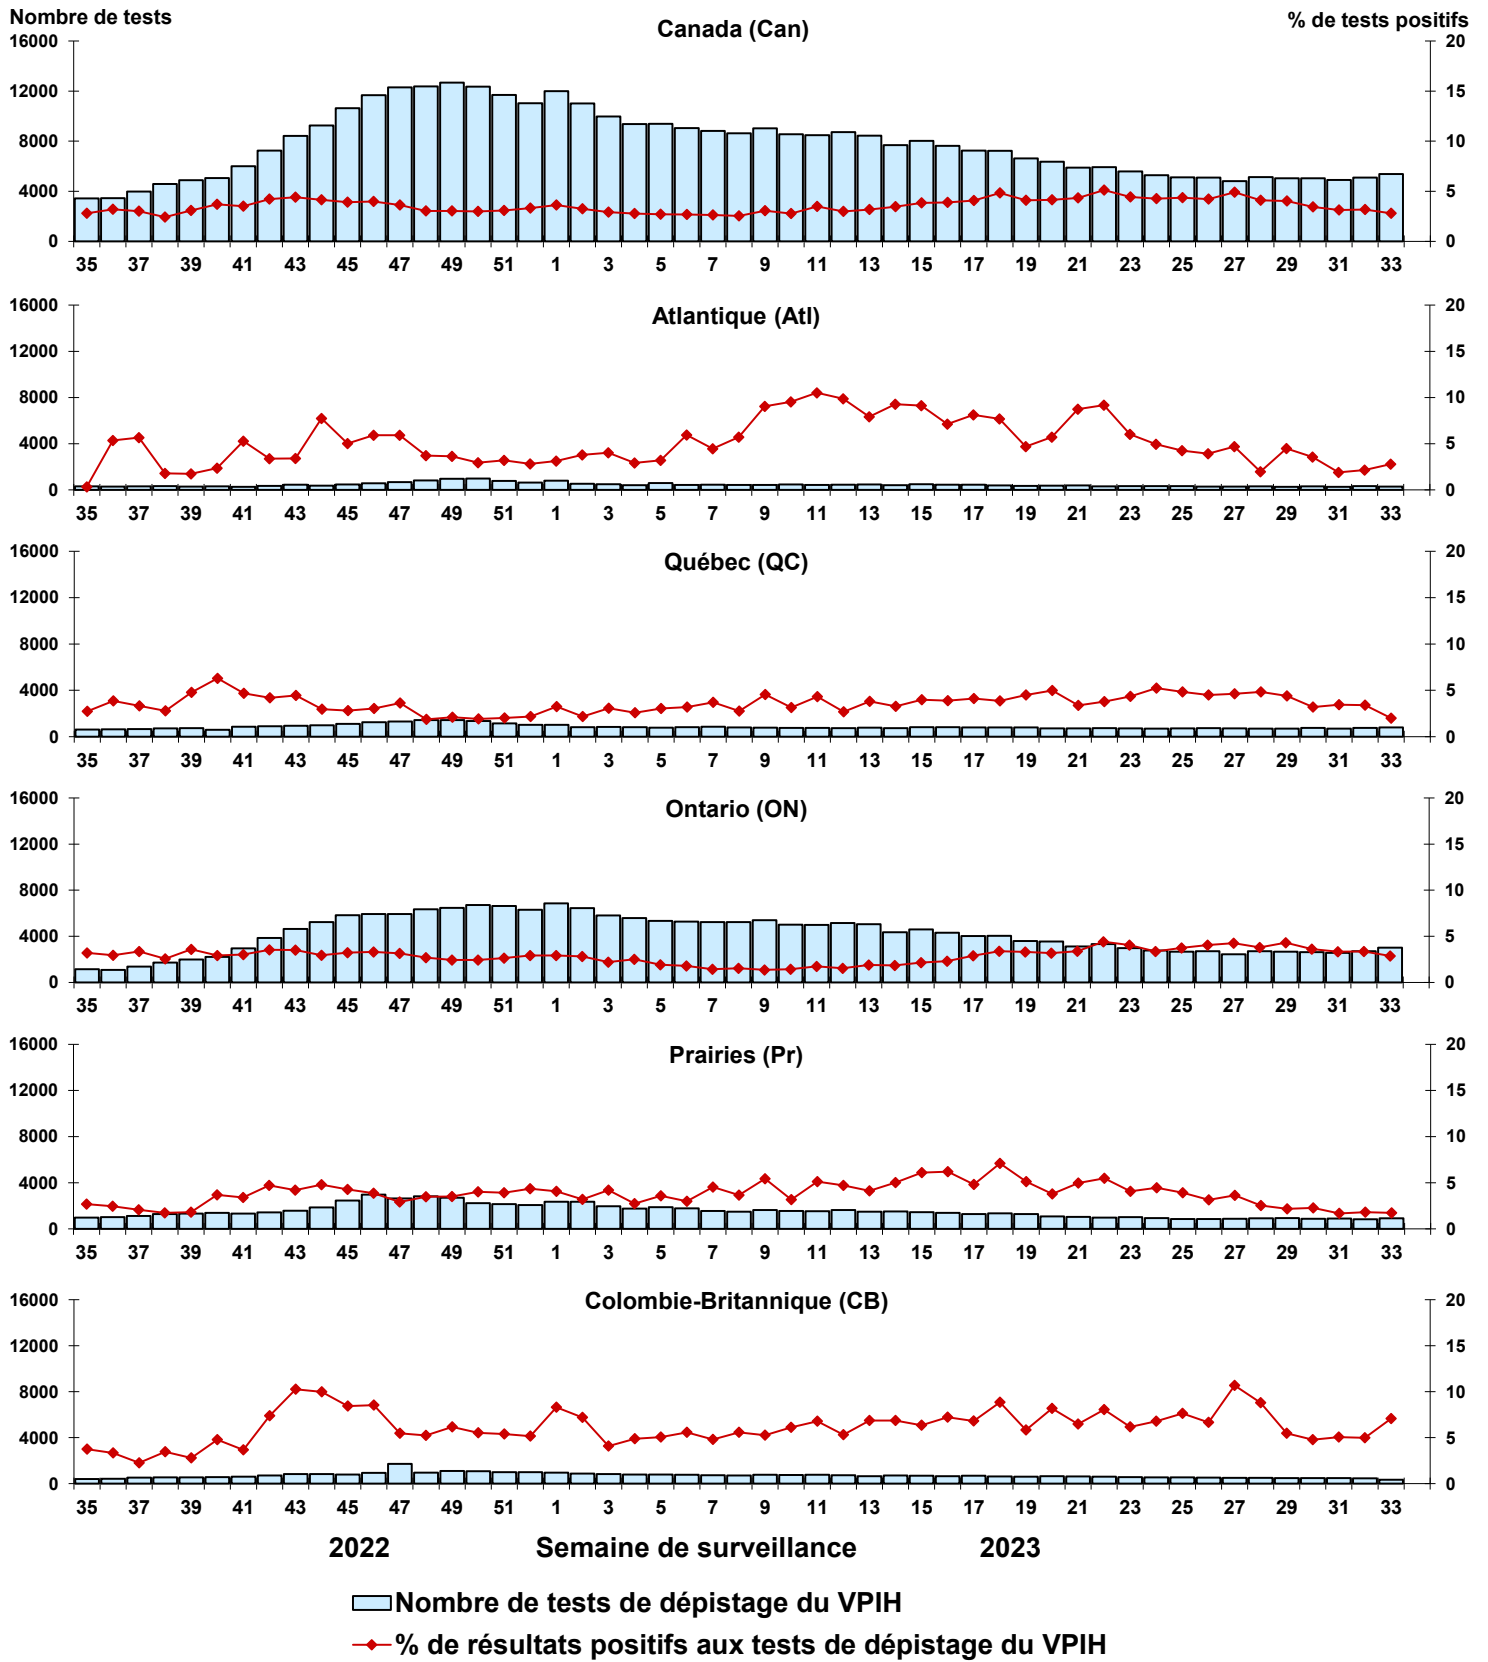 Nombre de tests
% de tests positifs
Canada (Can)
16000 20
12000 15
8000 10
4000 5
0 0
35 37 39 41 43 45 47 49 51 1 3 5 7 9 11 13 15 17 19 21 23 25 27 29 31 33
Atlantique (Atl)
16000 20
12000 15
8000 10
4000 5
0 0
35 37 39 41 43 45 47 49 51 1 3 5 7 9 11 13 15 17 19 21 23 25 27 29 31 33
Québec (QC)
16000 20
12000 15
8000 10
4000 5
0 0
35 37 39 41 43 45 47 49 51 1 3 5 7 9 11 13 15 17 19 21 23 25 27 29 31 33
Ontario (ON)
16000 20
12000 15
8000 10
4000 5
0 0
35 37 39 41 43 45 47 49 51 1 3 5 7 9 11 13 15 17 19 21 23 25 27 29 31 33
Prairies (Pr)
16000 20
12000 15
8000 10
4000 5
0 0
35 37 39 41 43 45 47 49 51 1 3 5 7 9 11 13 15 17 19 21 23 25 27 29 31 33
Colombie-Britannique (CB)
16000 20
12000 15
8000 10
4000 5
0 0
35 37 39 41 43 45 47 49 51 1 3 5 7 9 11 13 15 17 19 21 23 25 27 29 31 33
2022 Semaine de surveillance 2023
Nombre de tests de dépistage du VPIH
% de résultats positifs aux tests de dépistage du VPIH